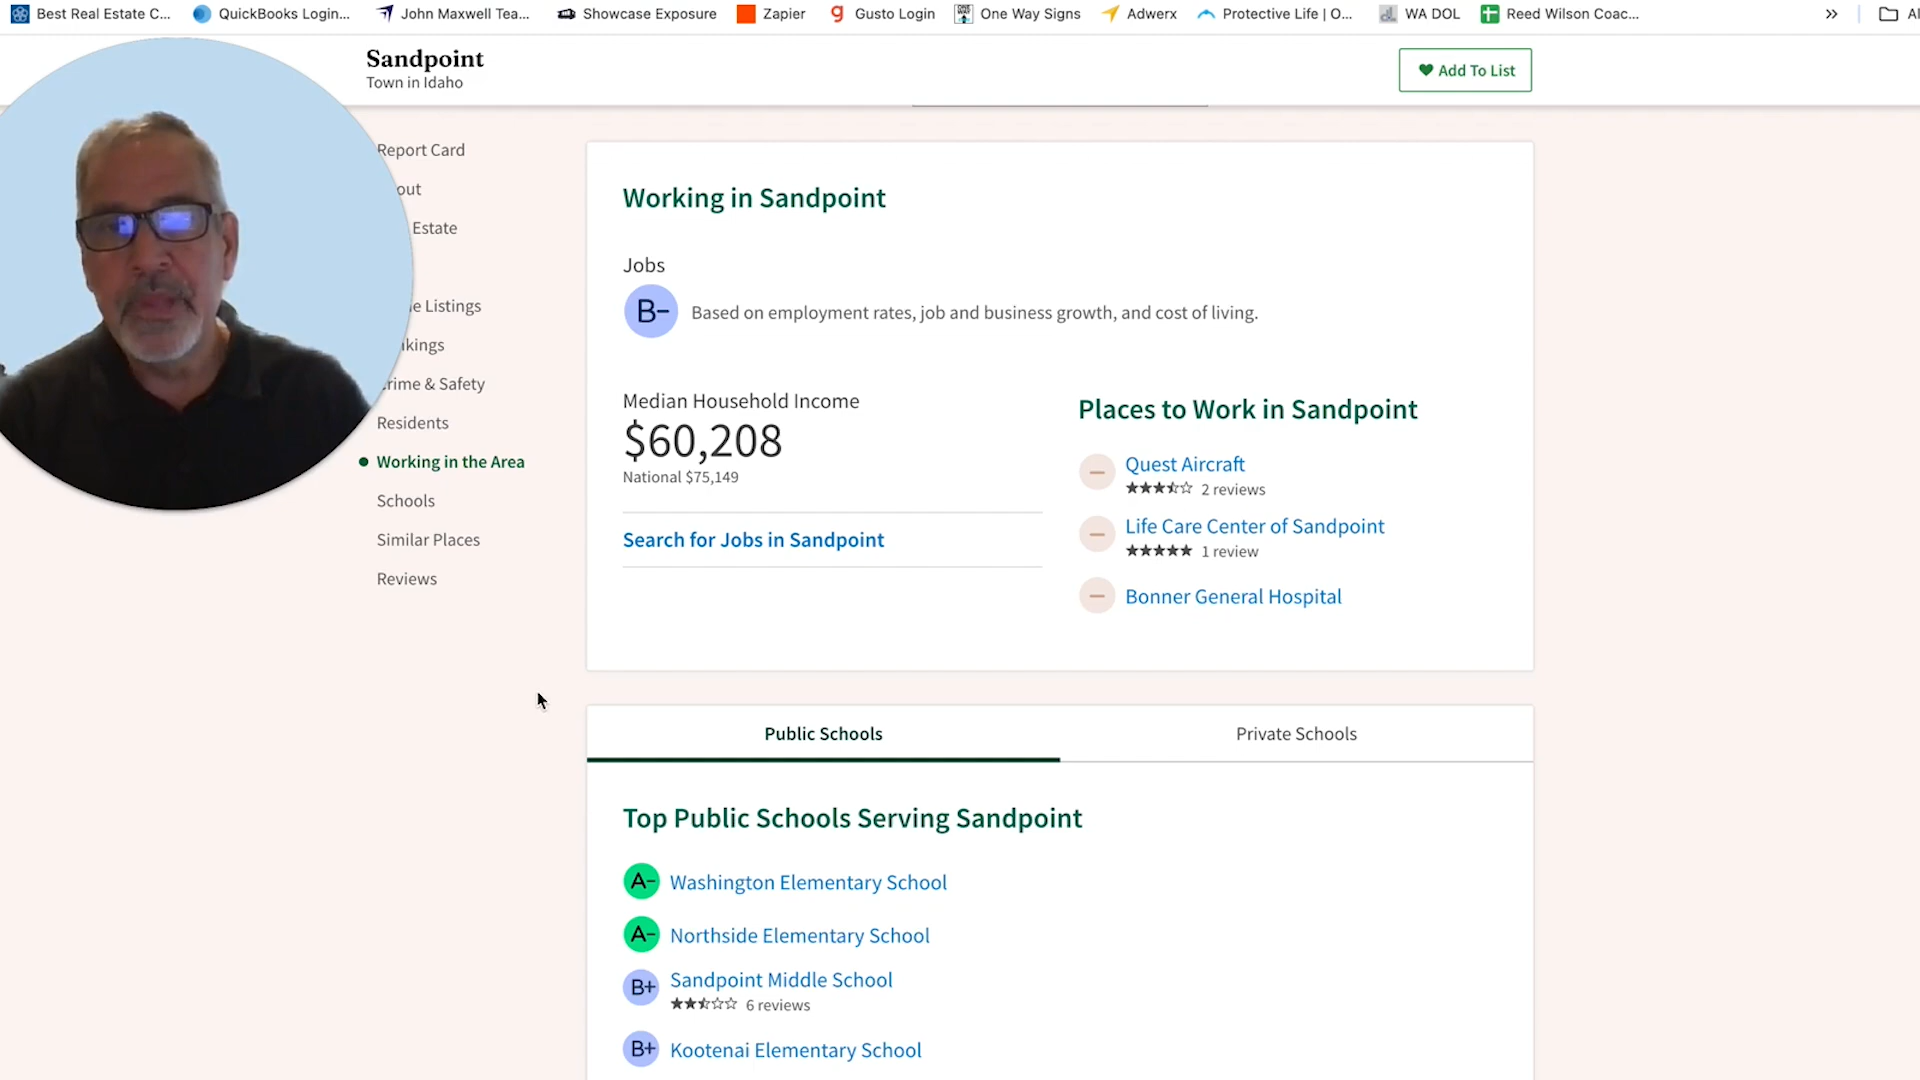 Best Real Estate C... QuickBooks Login... John Maxwell Tea... Showcase Exposure Zapier Gusto Login One Way Signs Adwerx Protective Life | O... WA DOL Reed Wilson Coac... »
Sandpoint
Town in Idaho
Add To List
Report Card
out
Estate
e Listings
kings
rime & Safety
Residents
Working in the Area
Schools
Similar Places
Reviews
Working in Sandpoint
Jobs
B−
Based on employment rates, job and business growth, and cost of living.
Median Household Income
$60,208
National $75,149
Search for Jobs in Sandpoint
Places to Work in Sandpoint
Quest Aircraft
2 reviews
Life Care Center of Sandpoint
1 review
Bonner General Hospital
Public Schools
Private Schools
Top Public Schools Serving Sandpoint
A− Washington Elementary School
A− Northside Elementary School
B+ Sandpoint Middle School
6 reviews
B+ Kootenai Elementary School